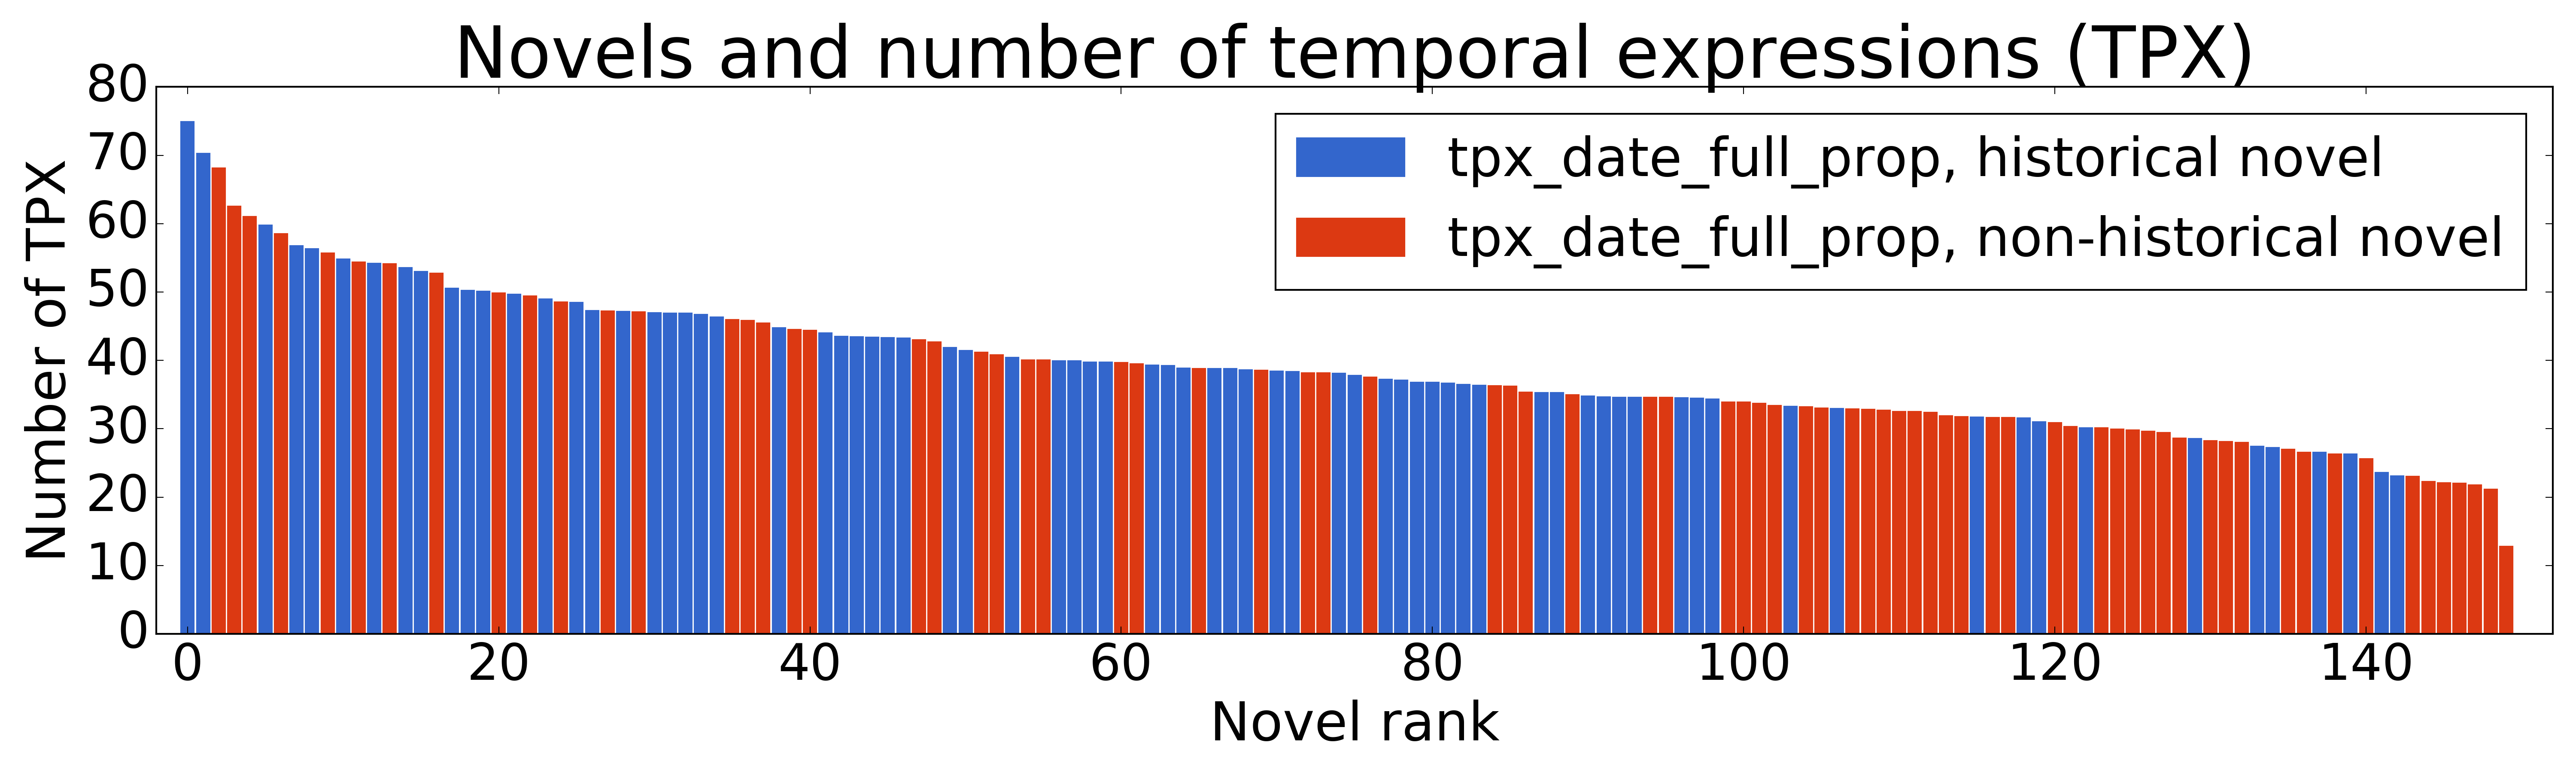 Novels and number of temporal expressions (TPX)
80
70
60
50
40
30
20
10
0
Number of TPX
tpx_date_full_prop, historical novel
tpx_date_full_prop, non-historical novel
0 20 40 60 80 100 120 140
Novel rank